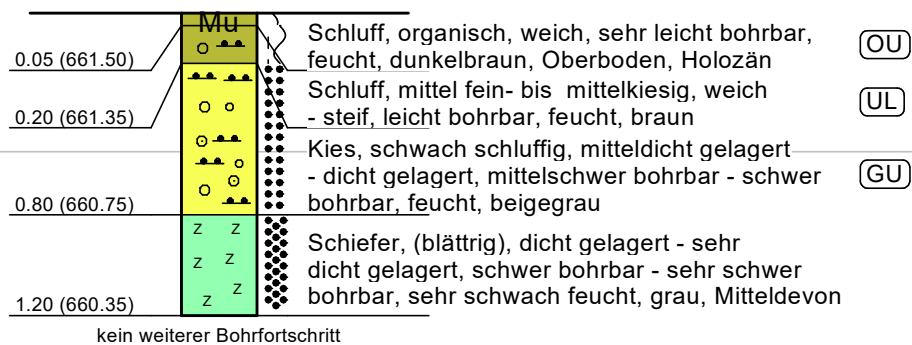 Mu
Schluff, organisch, weich, sehr leicht bohrbar,
feucht, dunkelbraun, Oberboden, Holozän
OU
0.05 (661.50)
Schluff, mittel fein- bis mittelkiesig, weich
- steif, leicht bohrbar, feucht, braun
UL
0.20 (661.35)
Kies, schwach schluffig, mitteldicht gelagert
- dicht gelagert, mittelschwer bohrbar - schwer
bohrbar, feucht, beigegrau
GU
0.80 (660.75)
z z
z z
z
z
Schiefer, (blättrig), dicht gelagert - sehr
dicht gelagert, schwer bohrbar - sehr schwer
bohrbar, sehr schwach feucht, grau, Mitteldevon
1.20 (660.35)
kein weiterer Bohrfortschritt